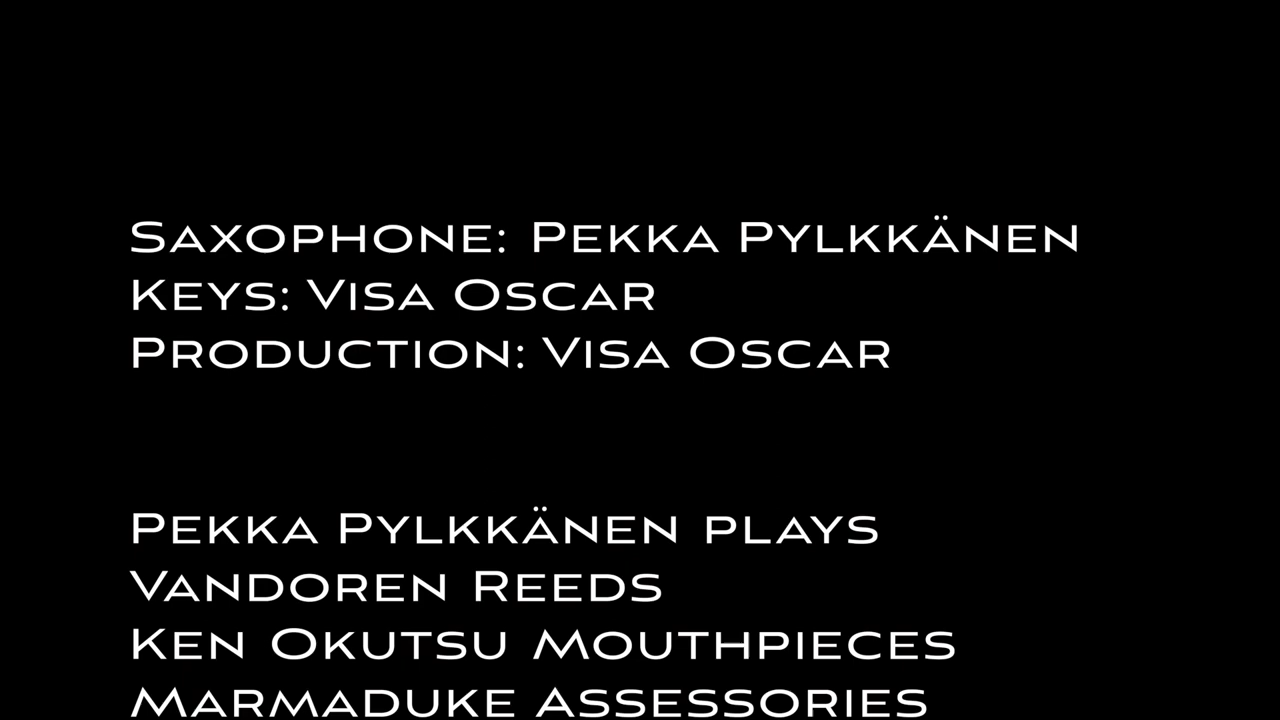 Saxophone: Pekka Pylkkänen
Keys: Visa Oscar
Production: Visa Oscar
Pekka Pylkkänen plays
Vandoren Reeds
Ken Okutsu Mouthpieces
Marmaduke Assessories